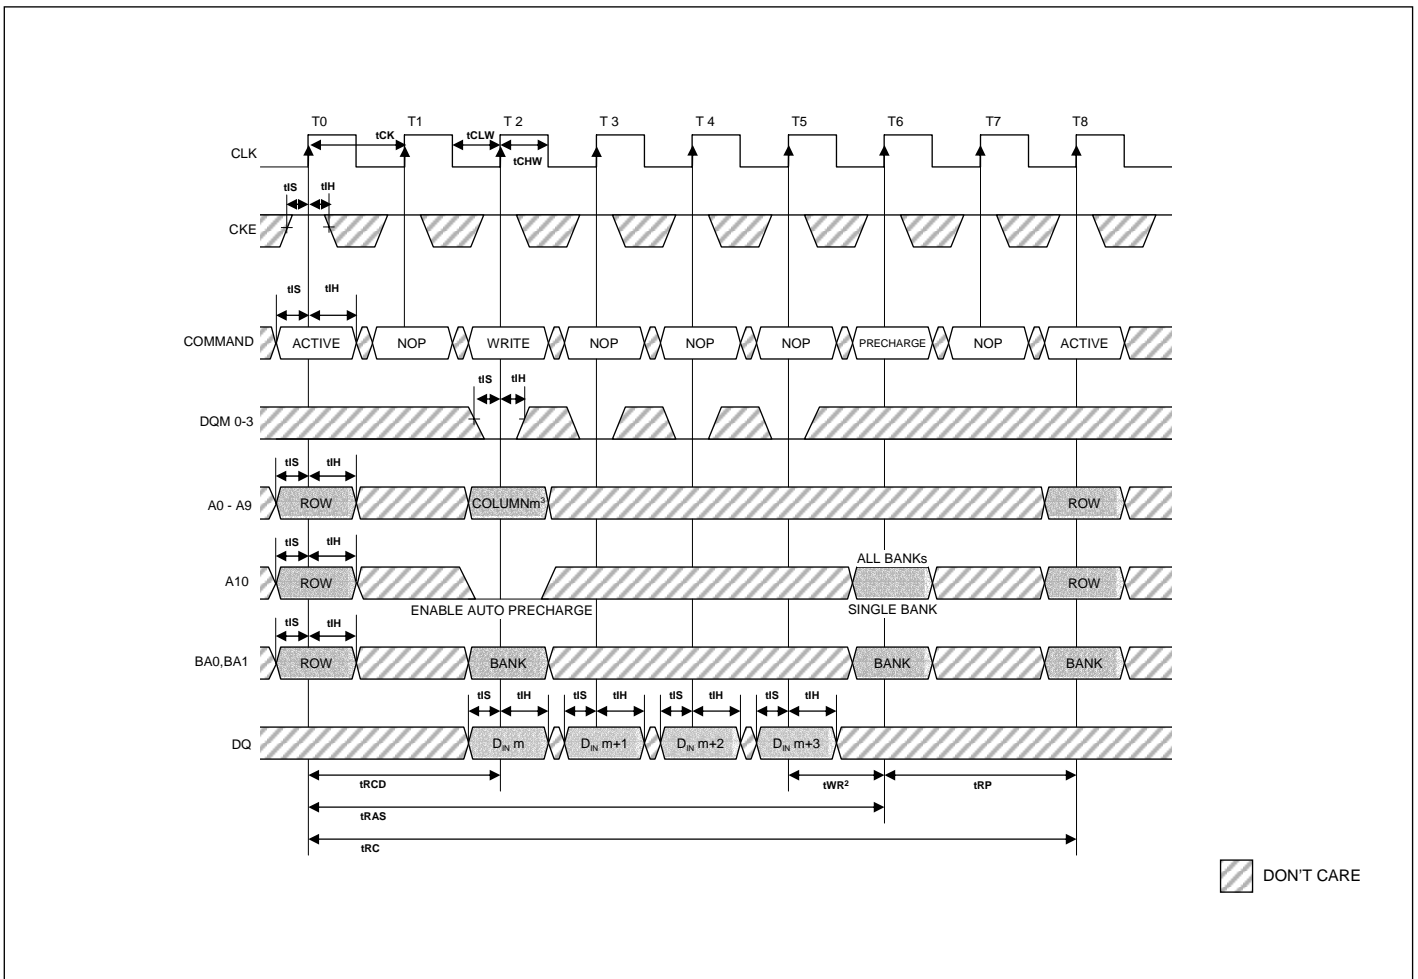 T0 T1 T 2 T 3 T 4 T5 T6 T7 T8
tCK tCLW
CLK
tCHW
tIS tIH
CKE
tIS tIH
COMMAND ACTIVE NOP WRITE NOP NOP NOP PRECHARGE NOP ACTIVE
tIS tIH
DQM 0-3
tIS tIH
A0 - A9 ROW COLUMNm³ ROW
tIS tIH
ALL BANKs
A10 ROW ROW
ENABLE AUTO PRECHARGE SINGLE BANK
tIS tIH
BA0,BA1 ROW BANK BANK BANK
tIS tIH tIS tIH tIS tIH tIS tIH
DQ DIN m DIN m+1 DIN m+2 DIN m+3
tRCD tWR² tRP
tRAS
tRC
DON'T CARE